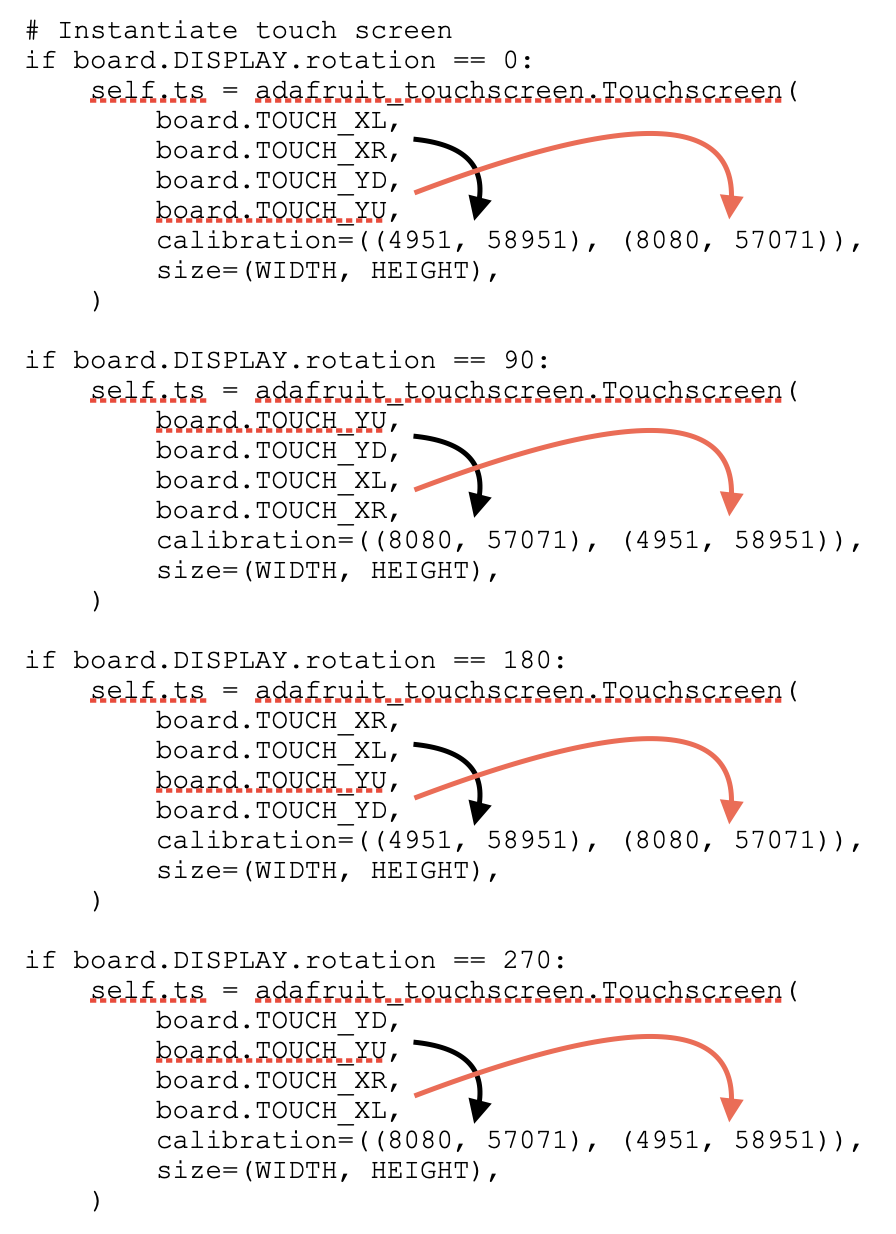 # Instantiate touch screen
if board.DISPLAY.rotation == 0:
    self.ts = adafruit_touchscreen.Touchscreen(
        board.TOUCH_XL,
        board.TOUCH_XR,
        board.TOUCH_YD,
        board.TOUCH_YU,
        calibration=((4951, 58951), (8080, 57071)),
        size=(WIDTH, HEIGHT),
    )

if board.DISPLAY.rotation == 90:
    self.ts = adafruit_touchscreen.Touchscreen(
        board.TOUCH_YU,
        board.TOUCH_YD,
        board.TOUCH_XL,
        board.TOUCH_XR,
        calibration=((8080, 57071), (4951, 58951)),
        size=(WIDTH, HEIGHT),
    )

if board.DISPLAY.rotation == 180:
    self.ts = adafruit_touchscreen.Touchscreen(
        board.TOUCH_XR,
        board.TOUCH_XL,
        board.TOUCH_YU,
        board.TOUCH_YD,
        calibration=((4951, 58951), (8080, 57071)),
        size=(WIDTH, HEIGHT),
    )

if board.DISPLAY.rotation == 270:
    self.ts = adafruit_touchscreen.Touchscreen(
        board.TOUCH_YD,
        board.TOUCH_YU,
        board.TOUCH_XR,
        board.TOUCH_XL,
        calibration=((8080, 57071), (4951, 58951)),
        size=(WIDTH, HEIGHT),
    )